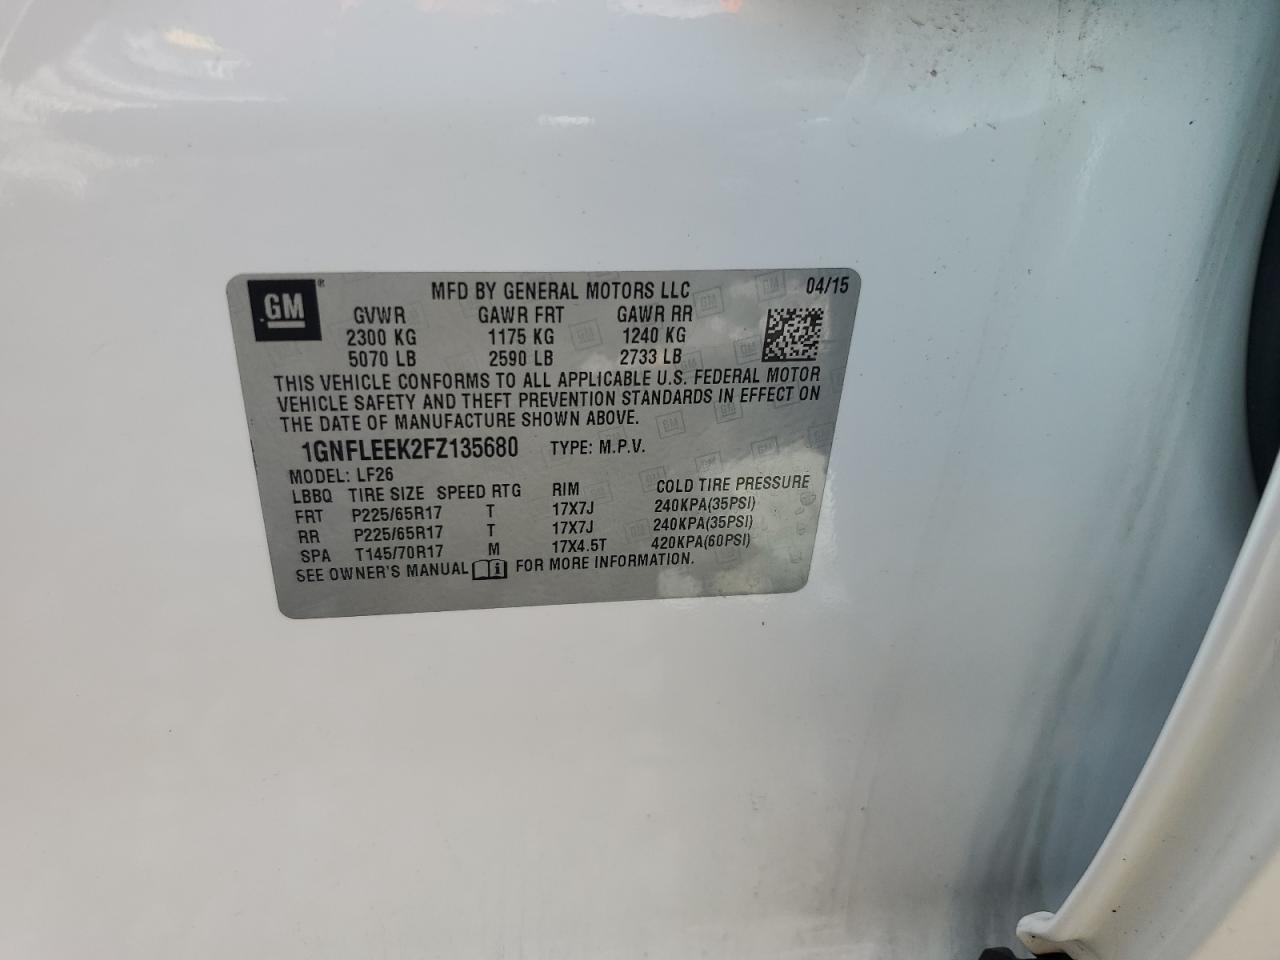 GM ®
MFD BY GENERAL MOTORS LLC 04/15
GVWR GAWR FRT GAWR RR
2300 KG 1175 KG 1240 KG
5070 LB 2590 LB 2733 LB
THIS VEHICLE CONFORMS TO ALL APPLICABLE U.S. FEDERAL MOTOR
VEHICLE SAFETY AND THEFT PREVENTION STANDARDS IN EFFECT ON
THE DATE OF MANUFACTURE SHOWN ABOVE.
1GNFLEEK2FZ135680 TYPE: M.P.V.
MODEL: LF26
LBBQ TIRE SIZE SPEED RTG RIM COLD TIRE PRESSURE
FRT P225/65R17 T 17X7J 240KPA(35PSI)
RR P225/65R17 T 17X7J 240KPA(35PSI)
SPA T145/70R17 M 17X4.5T 420KPA(60PSI)
SEE OWNER'S MANUAL i FOR MORE INFORMATION.